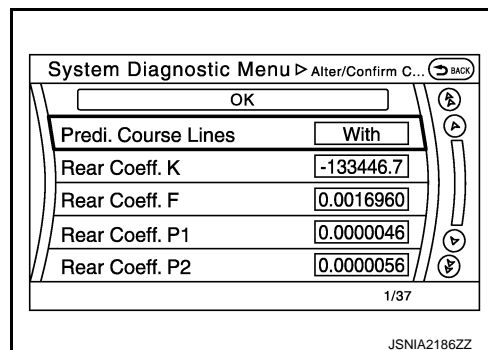 System Diagnostic Menu ▷ Alter/Confirm C... BACK
OK
Predi. Course Lines With
Rear Coeff. K -133446.7
Rear Coeff. F 0.0016960
Rear Coeff. P1 0.0000046
Rear Coeff. P2 0.0000056
1/37
JSNIA2186ZZ